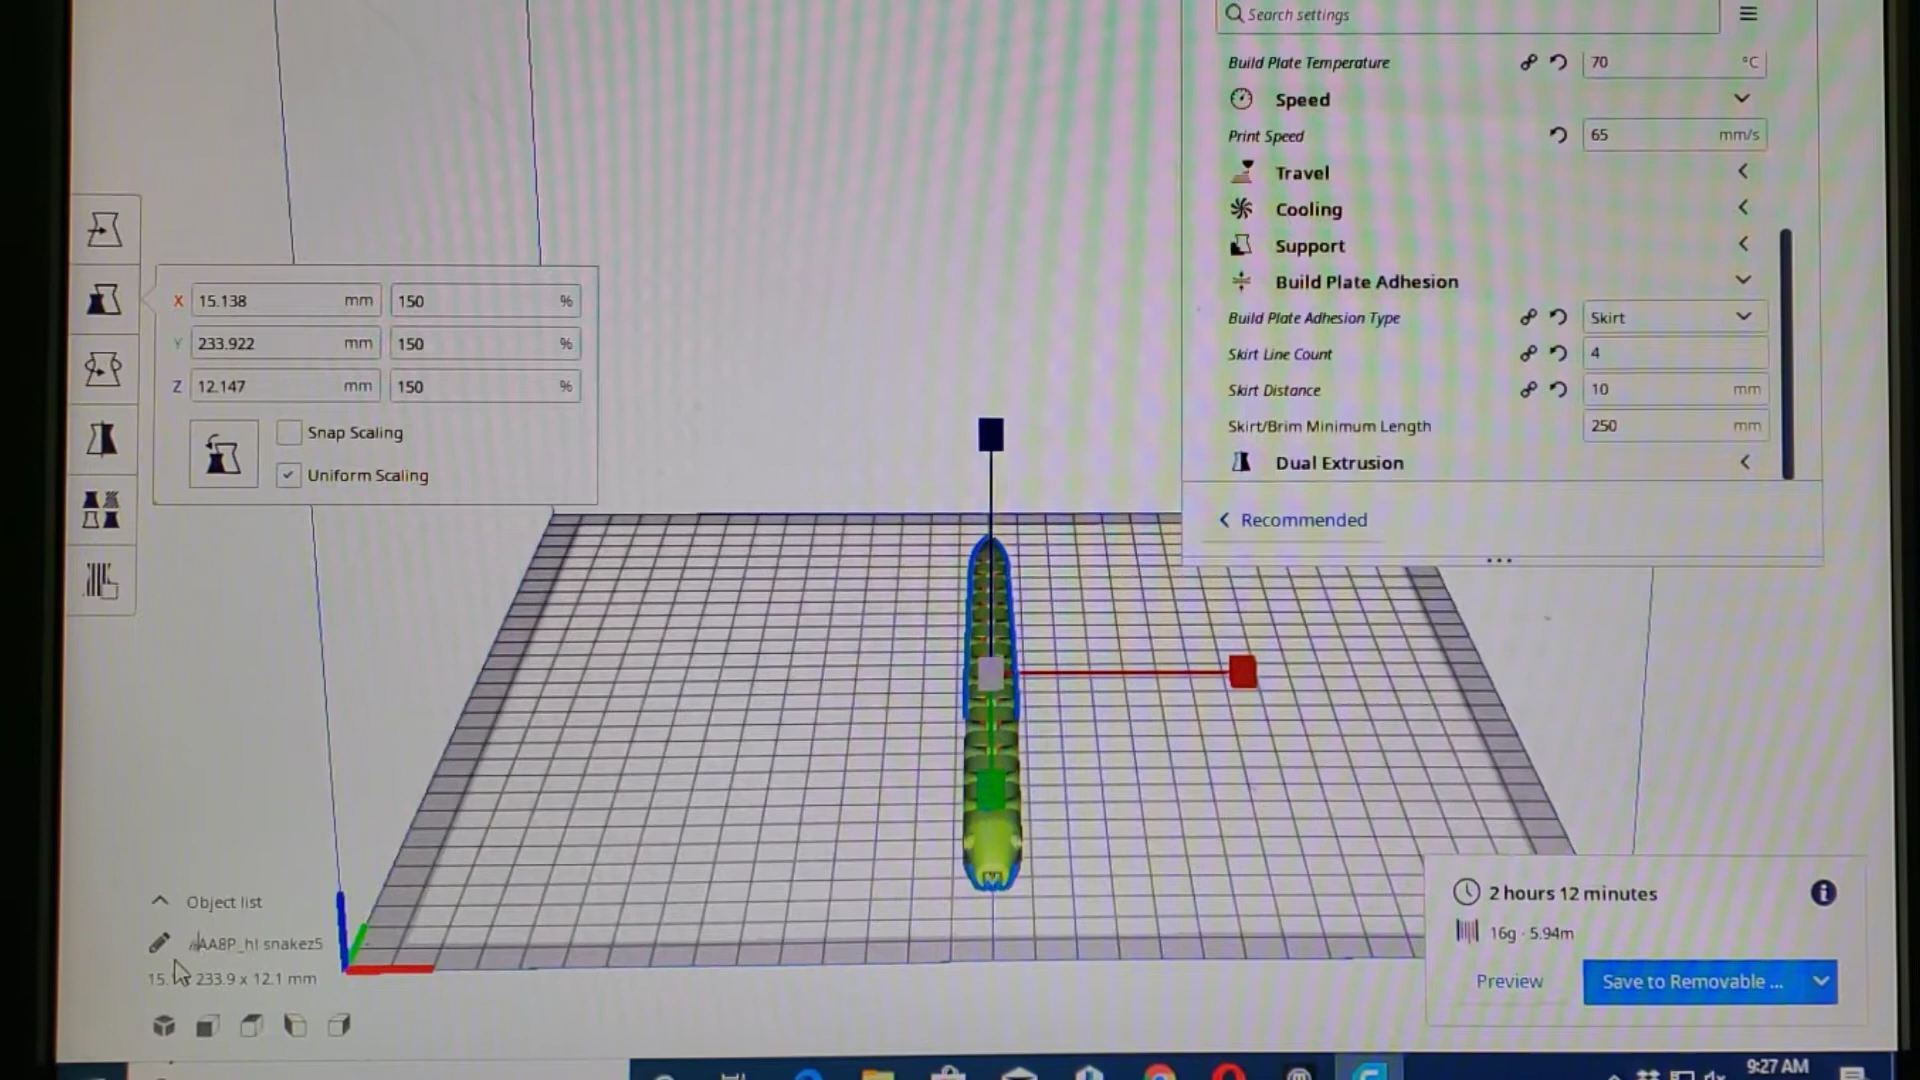 Search settings
Build Plate Temperature 70 °C
Speed
Print Speed 65 mm/s
Travel
Cooling
Support
Build Plate Adhesion
Build Plate Adhesion Type Skirt
Skirt Line Count 4
Skirt Distance 10 mm
Skirt/Brim Minimum Length 250 mm
Dual Extrusion
Recommended
X 15.138 mm 150 %
Y 233.922 mm 150 %
Z 12.147 mm 150 %
Snap Scaling
Uniform Scaling
Object list
snakez5
233.9 x 12.1 mm
2 hours 12 minutes
16g · 5.94m
Preview
Save to Removable ...
9:27 AM